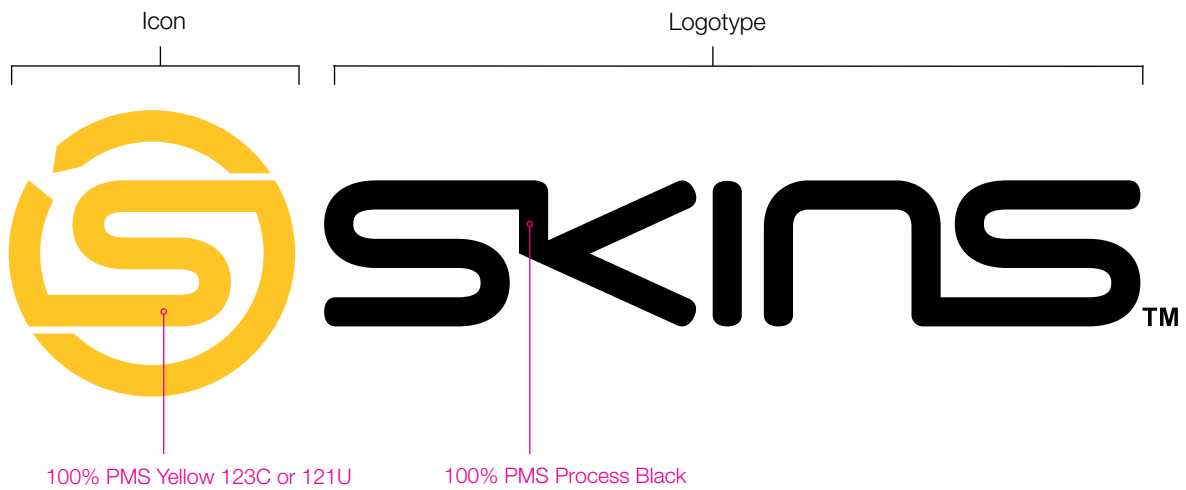 Icon
Logotype
S
SKINS TM
100% PMS Yellow 123C or 121U
100% PMS Process Black